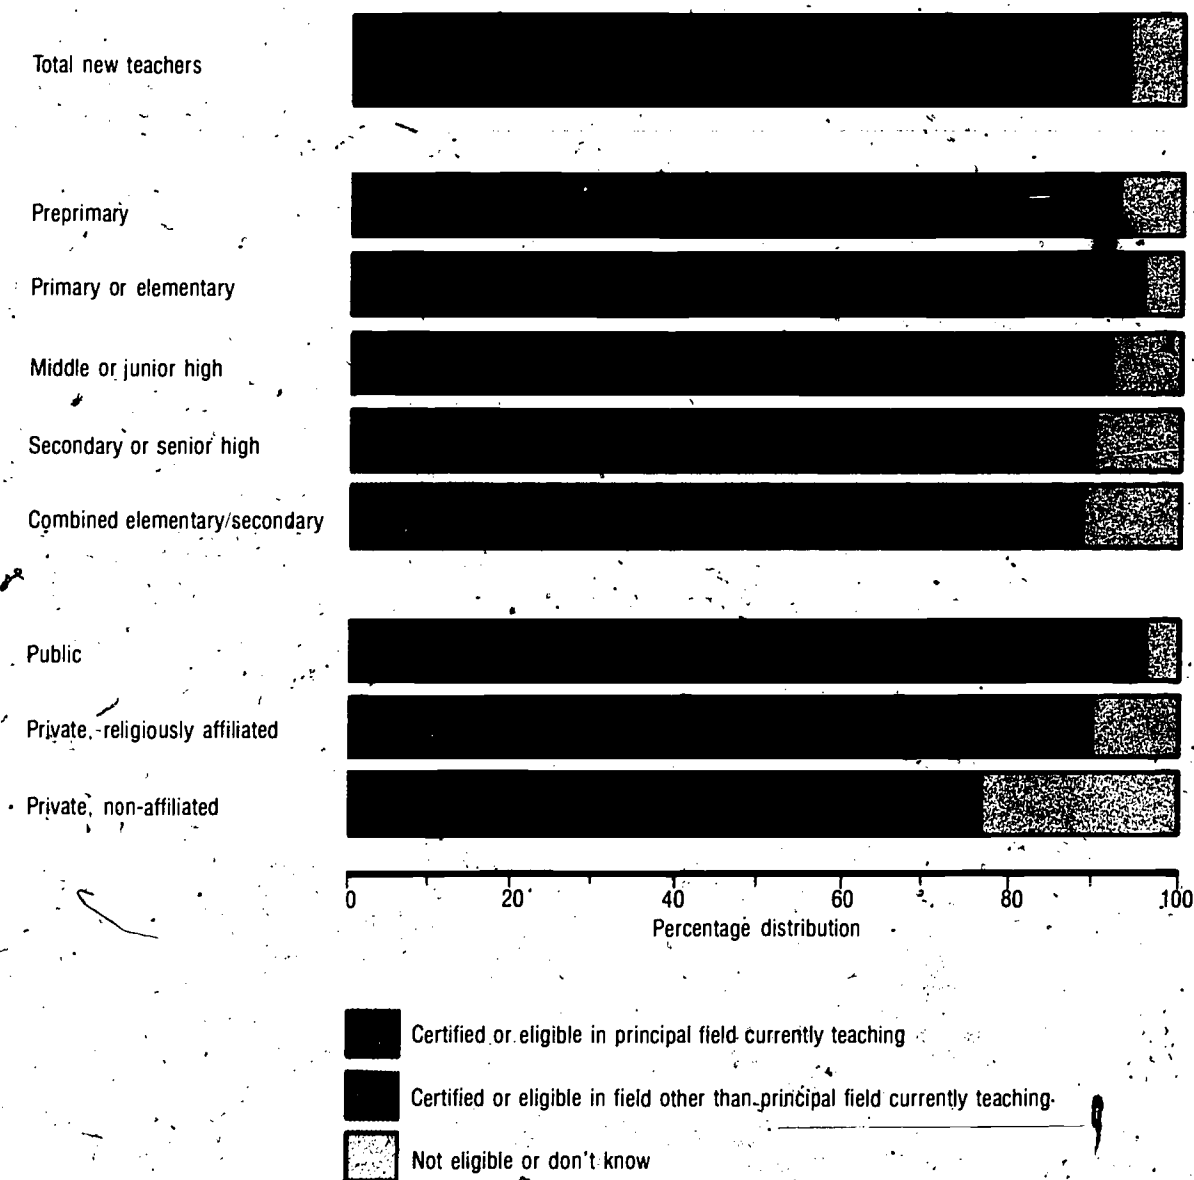 Total new teachers
Preprimary
Primary or elementary
Middle or junior high
Secondary or senior high
Combined elementary/secondary
Public
Private, religiously affiliated
Private, non-affiliated
0 20 40 60 80 100
Percentage distribution
Certified or eligible in principal field currently teaching
Certified or eligible in field other than principal field currently teaching
Not eligible or don't know